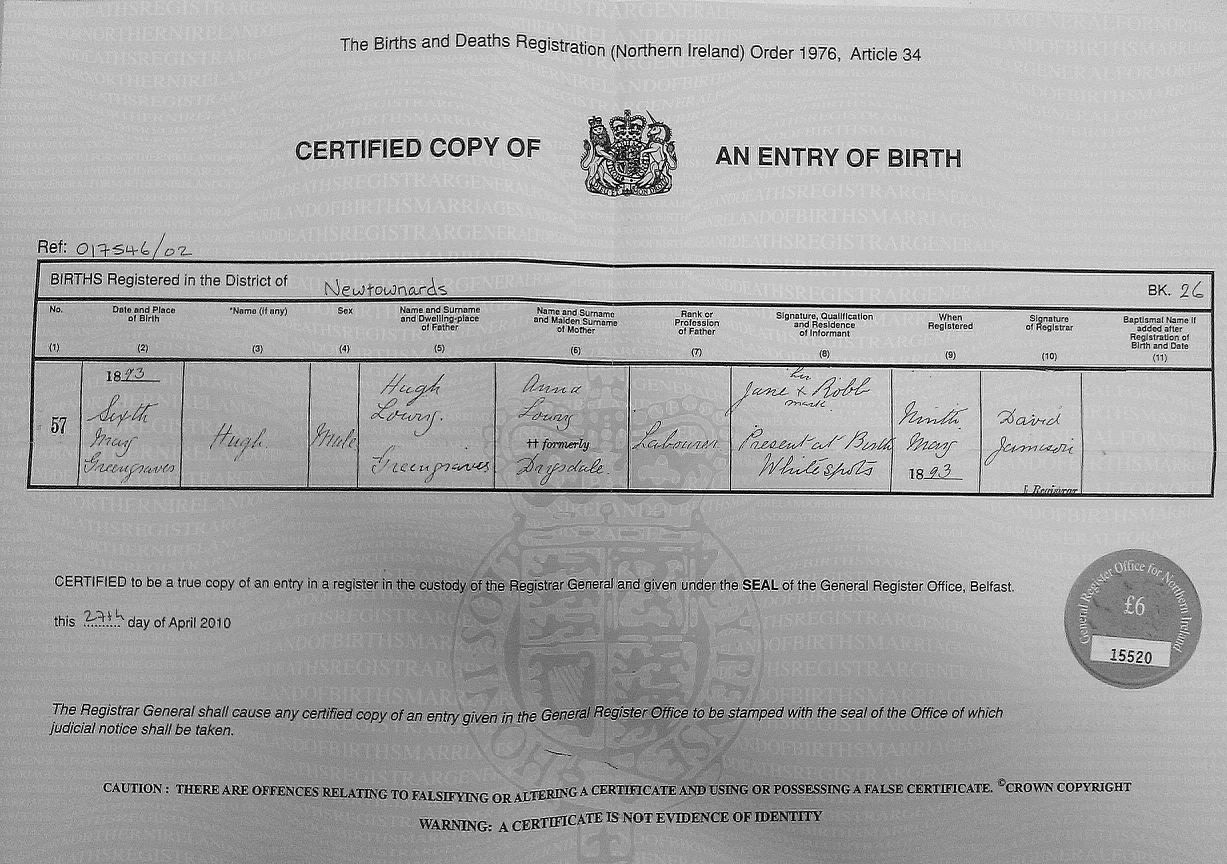 The Births and Deaths Registration (Northern Ireland) Order 1976, Article 34
CERTIFIED COPY OF AN ENTRY OF BIRTH
Ref: 017546/02
BIRTHS Registered in the District of Newtownards BK. 26
No.
(1)
57
Date and Place
of Birth
(2)
1893
Sixth
May
Greengraves
*Name (if any)
(3)
Hugh
Sex
(4)
Male
Name and Surname
and Dwelling-place
of Father
(5)
Hugh
Lowry.
Greengraves
Name and Surname
and Maiden Surname
of Mother
(6)
Anna
Lowry
formerly
Drysdale.
Rank or
Profession
of Father
(7)
Labourer
Signature, Qualification
and Residence
of Informant
(8)
her
Jane x Robb
mark.
Present at Birth
Whitespots
When
Registered
(9)
Ninth
May
1893
Signature
of Registrar
(10)
David
Jamieson
Registrar
Baptismal Name if
added after
Registration of
Birth and Date
(11)
CERTIFIED to be a true copy of an entry in a register in the custody of the Registrar General and given under the SEAL of the General Register Office, Belfast.
this 27th day of April 2010
General Register Office for Northern Ireland
£6
15520
The Registrar General shall cause any certified copy of an entry given in the General Register Office to be stamped with the seal of the Office of which
judicial notice shall be taken.
CAUTION : THERE ARE OFFENCES RELATING TO FALSIFYING OR ALTERING A CERTIFICATE AND USING OR POSSESSING A FALSE CERTIFICATE. ©CROWN COPYRIGHT
WARNING: A CERTIFICATE IS NOT EVIDENCE OF IDENTITY